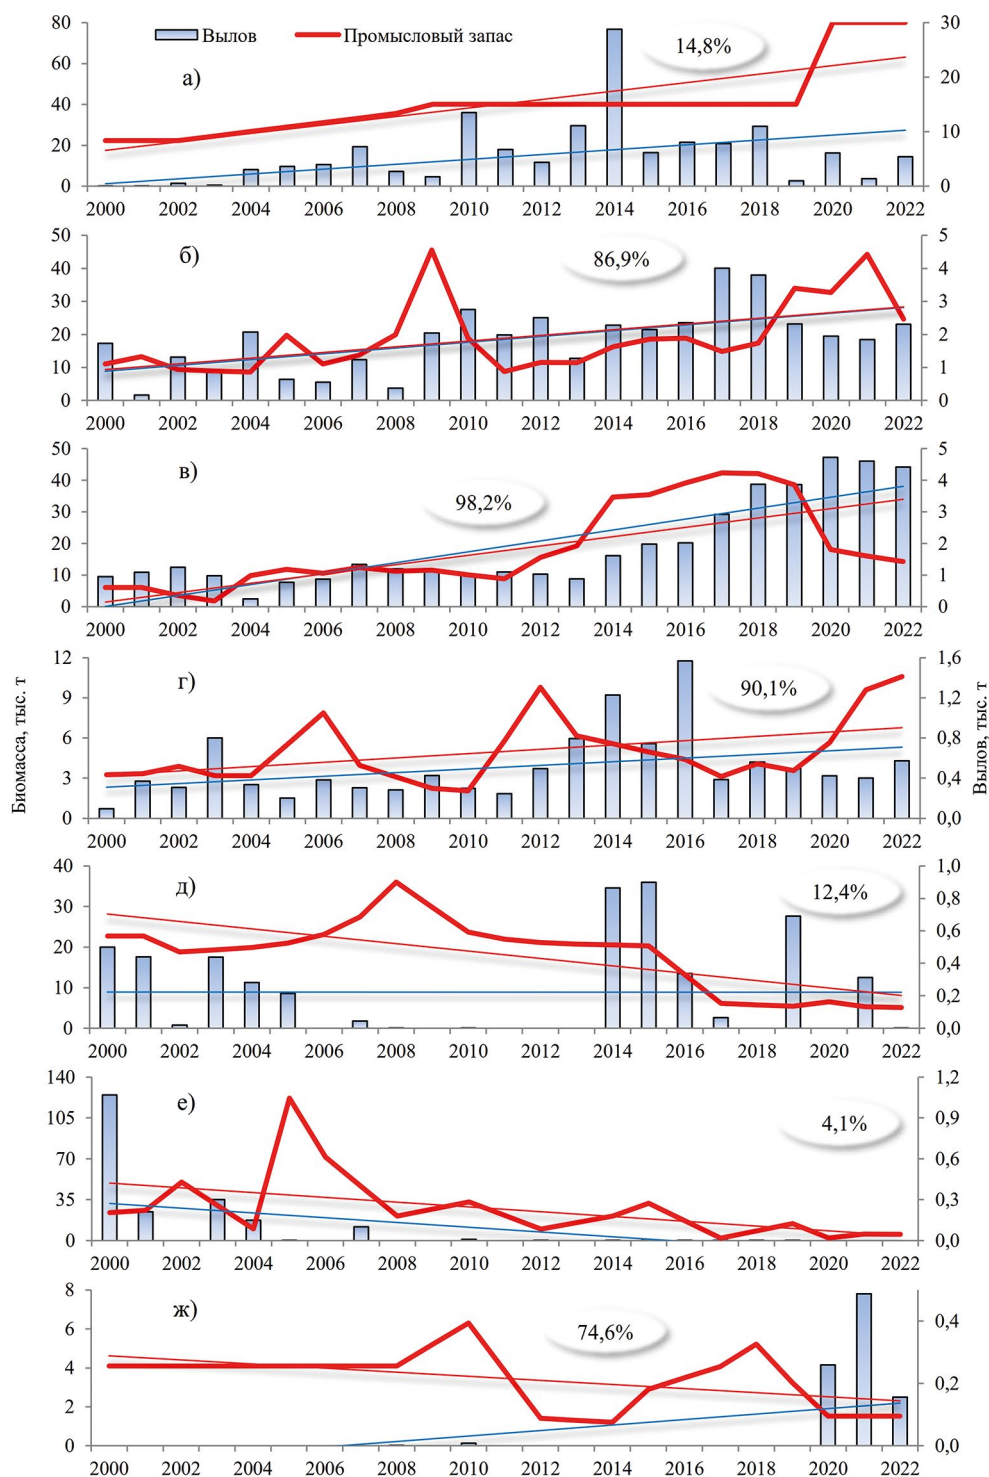 Вылов Промысловый запас
а)
14,8%
80 60 40 20 0
30 20 10 0
2000 2002 2004 2006 2008 2010 2012 2014 2016 2018 2020 2022
б)
86,9%
50 40 30 20 10 0
5 4 3 2 1 0
2000 2002 2004 2006 2008 2010 2012 2014 2016 2018 2020 2022
в)
98,2%
50 40 30 20 10 0
5 4 3 2 1 0
2000 2002 2004 2006 2008 2010 2012 2014 2016 2018 2020 2022
Биомасса, тыс. т
Вылов, тыс. т
г)
90,1%
12 9 6 3 0
1,6 1,2 0,8 0,4 0,0
2000 2002 2004 2006 2008 2010 2012 2014 2016 2018 2020 2022
д)
12,4%
40 30 20 10 0
1,0 0,8 0,6 0,4 0,2 0,0
2000 2002 2004 2006 2008 2010 2012 2014 2016 2018 2020 2022
е)
4,1%
140 105 70 35 0
1,2 0,9 0,6 0,3 0,0
2000 2002 2004 2006 2008 2010 2012 2014 2016 2018 2020 2022
ж)
74,6%
8 6 4 2 0
0,4 0,2 0,0
2000 2002 2004 2006 2008 2010 2012 2014 2016 2018 2020 2022